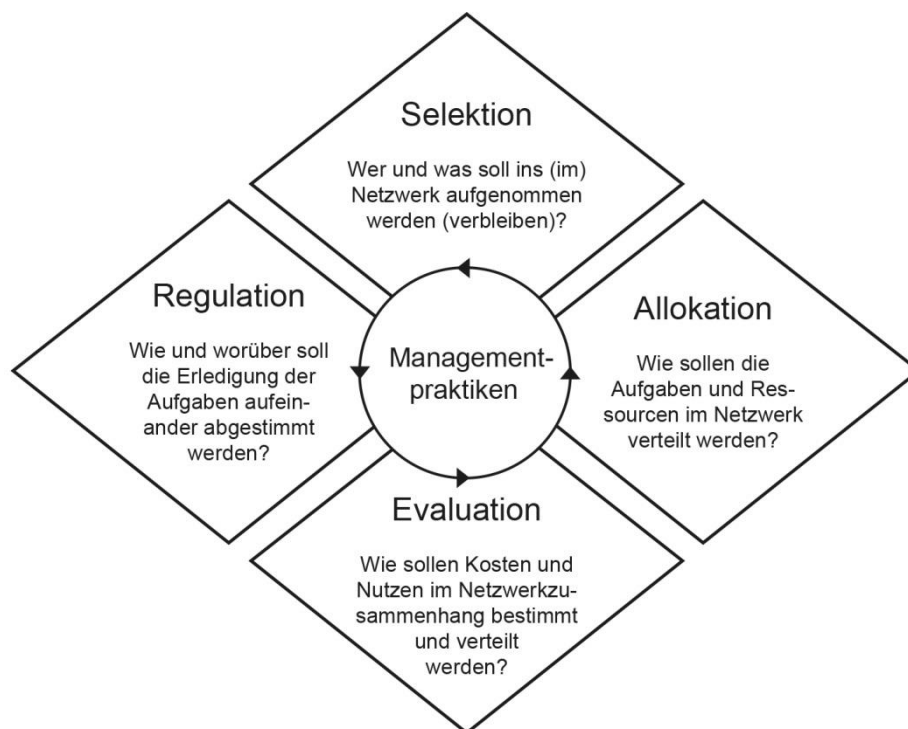 Selektion
Wer und was soll ins (im)
Netzwerk aufgenommen
werden (verbleiben)?
Regulation
Wie und worüber soll
die Erledigung der
Aufgaben aufein-
ander abgestimmt
werden?
Management-
praktiken
Allokation
Wie sollen die
Aufgaben und Res-
sourcen im Netzwerk
verteilt werden?
Evaluation
Wie sollen Kosten und
Nutzen im Netzwerkzu-
sammenhang bestimmt
und verteilt
werden?